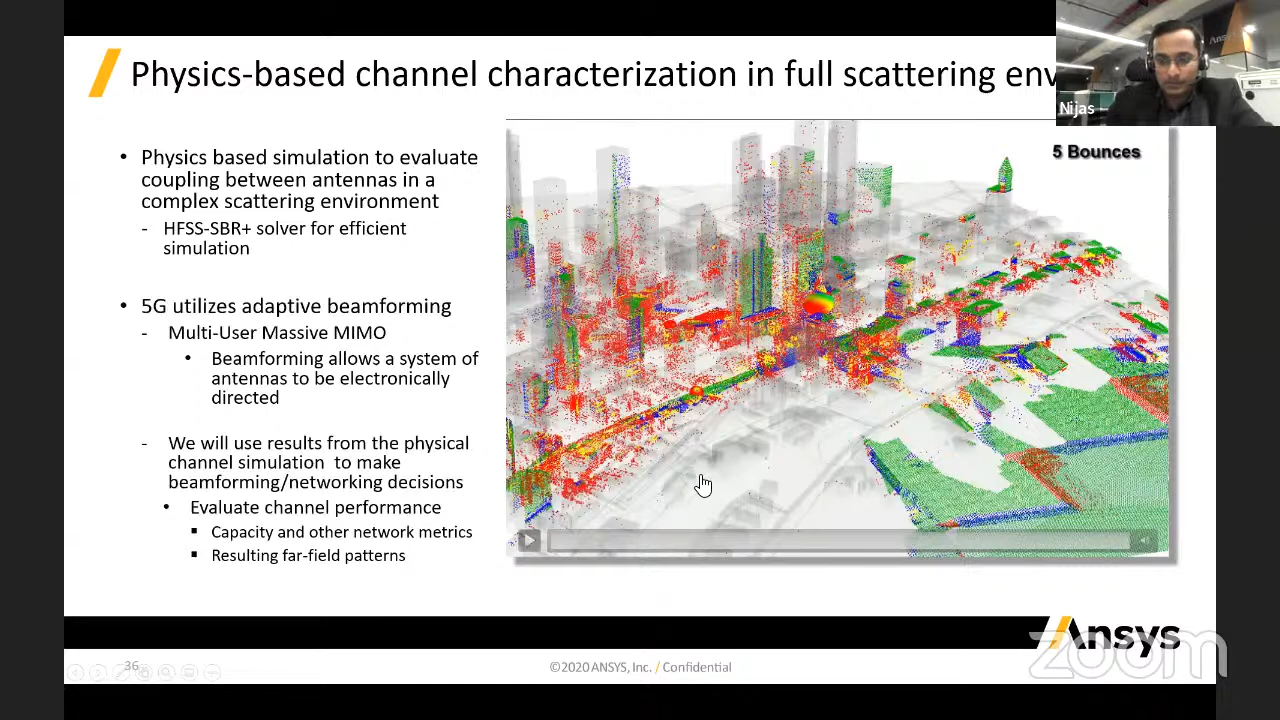 Physics-based channel characterization in full scattering env
Nijas
Ansys
5 Bounces
• Physics based simulation to evaluate
coupling between antennas in a
complex scattering environment
- HFSS-SBR+ solver for efficient
simulation
• 5G utilizes adaptive beamforming
- Multi-User Massive MIMO
• Beamforming allows a system of
antennas to be electronically
directed
- We will use results from the physical
channel simulation to make
beamforming/networking decisions
• Evaluate channel performance
▪ Capacity and other network metrics
▪ Resulting far-field patterns
36
©2020 ANSYS, Inc. / Confidential
Ansys
zoom